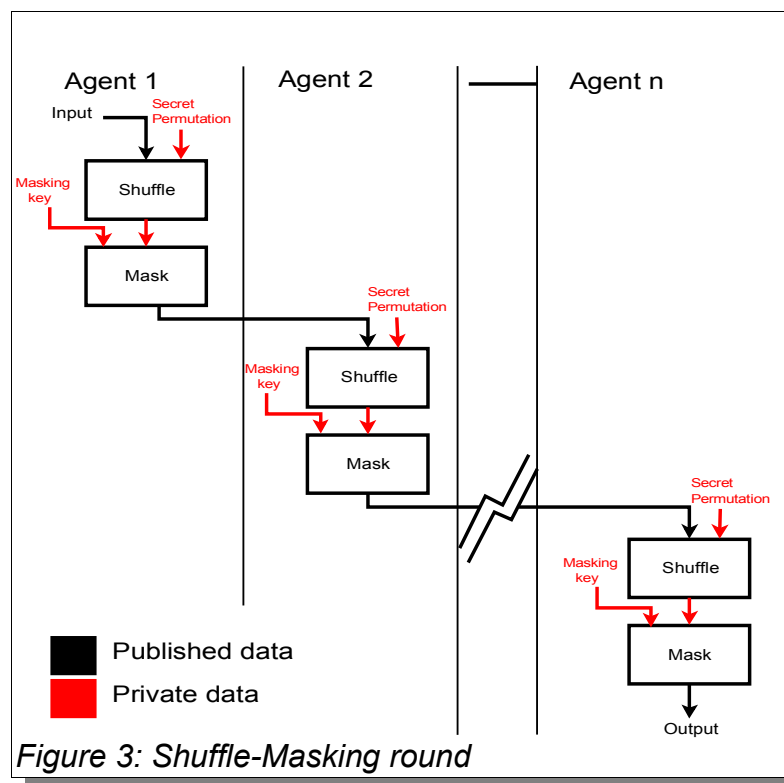 Agent 1
Agent 2
Agent n
Input
Secret
Permutation
Shuffle
Masking
key
Mask
Secret
Permutation
Shuffle
Masking
key
Mask
Secret
Permutation
Shuffle
Masking
key
Mask
Output
Published data
Private data
Figure 3: Shuffle-Masking round